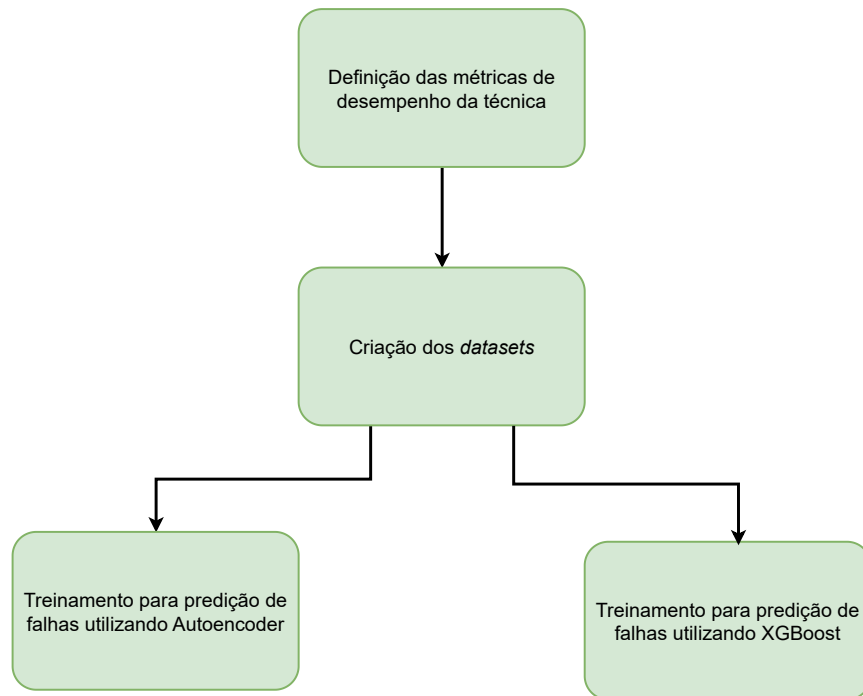 Definição das métricas de
desempenho da técnica
Criação dos datasets
Treinamento para predição de
falhas utilizando Autoencoder
Treinamento para predição de
falhas utilizando XGBoost